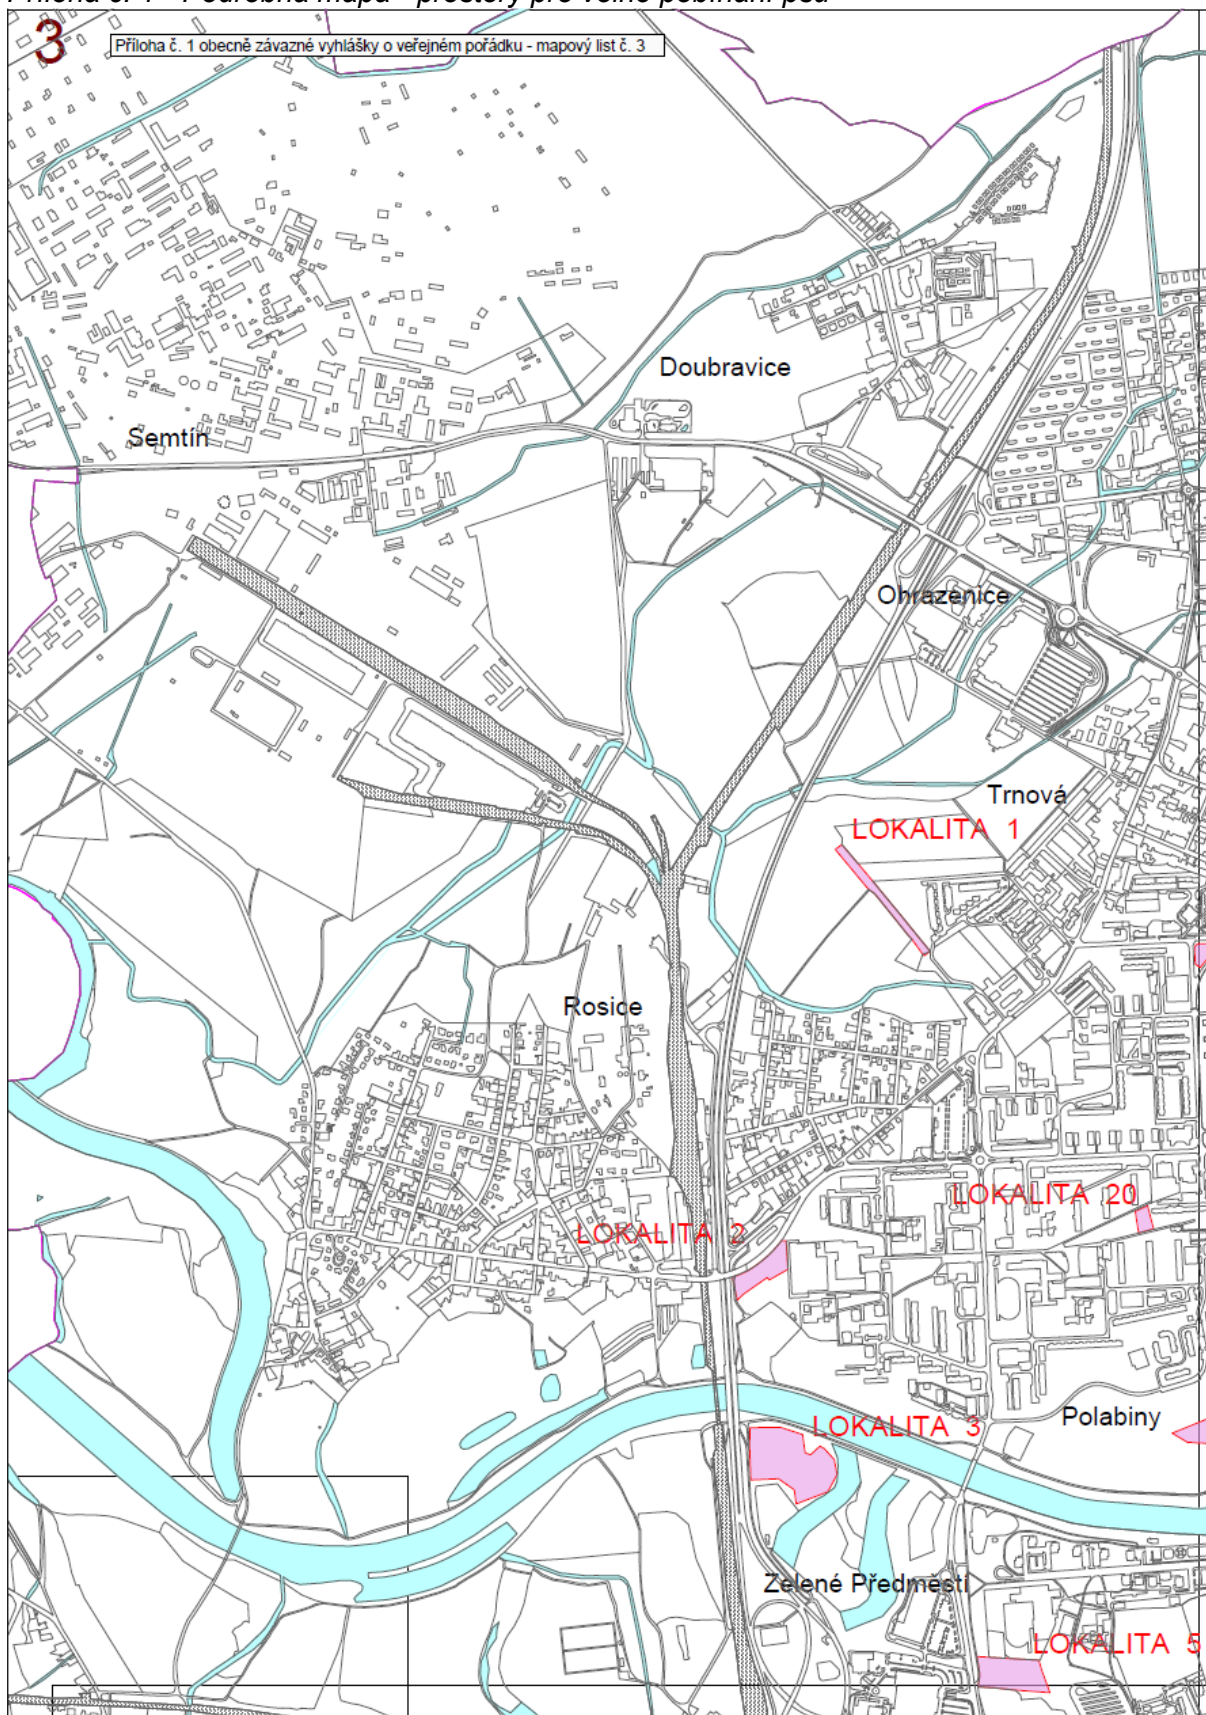 3
Příloha č. 1 obecně závazné vyhlášky o veřejném pořádku - mapový list č. 3
Doubravice
Semtín
Ohrazenice
Trnová
LOKALITA 1
Rosice
LOKALITA 20
LOKALITA 2
Polabiny
LOKALITA 3
Zelené Předměstí
LOKALITA 5